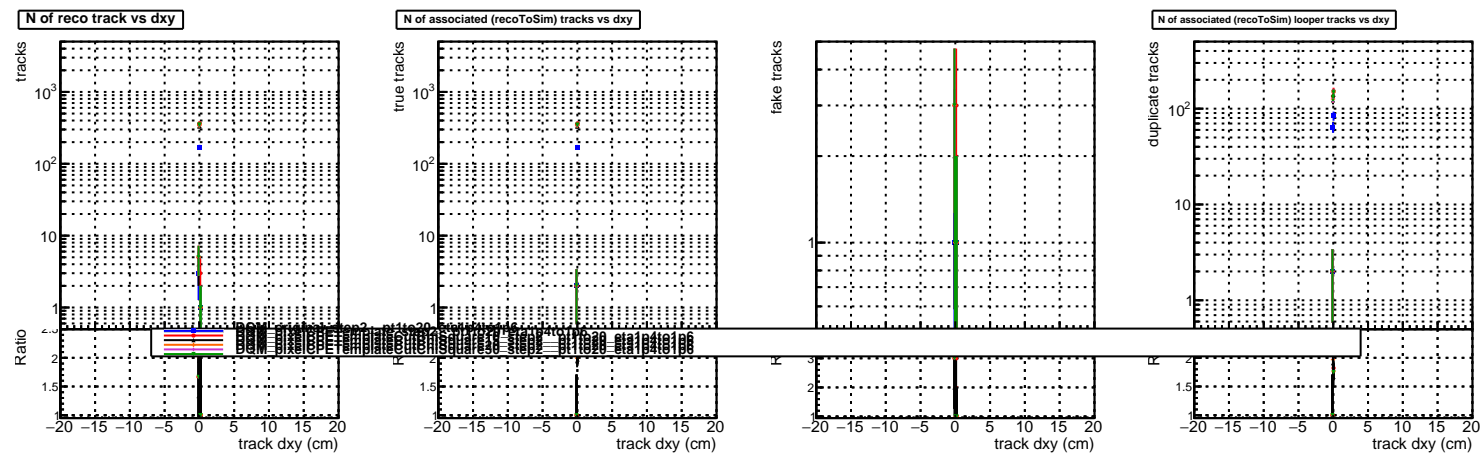 N of reco track vs dxy
N of associated (recoToSim) tracks vs dxy
N of associated (recoToSim) looper tracks vs dxy
tracks
10³
10²
10
1
true tracks
10³
10²
10
1
fake tracks
1
duplicate tracks
10²
10
1
Ratio
2
1.5
1
−20 −15 −10 −5 0 5 10 15 20
track dxy (cm)
2
1.5
1
−20 −15 −10 −5 0 5 10 15 20
track dxy (cm)
3
2
1
−20 −15 −10 −5 0 5 10 15 20
track dxy (cm)
2
1.5
1
−20 −15 −10 −5 0 5 10 15 20
track dxy (cm)